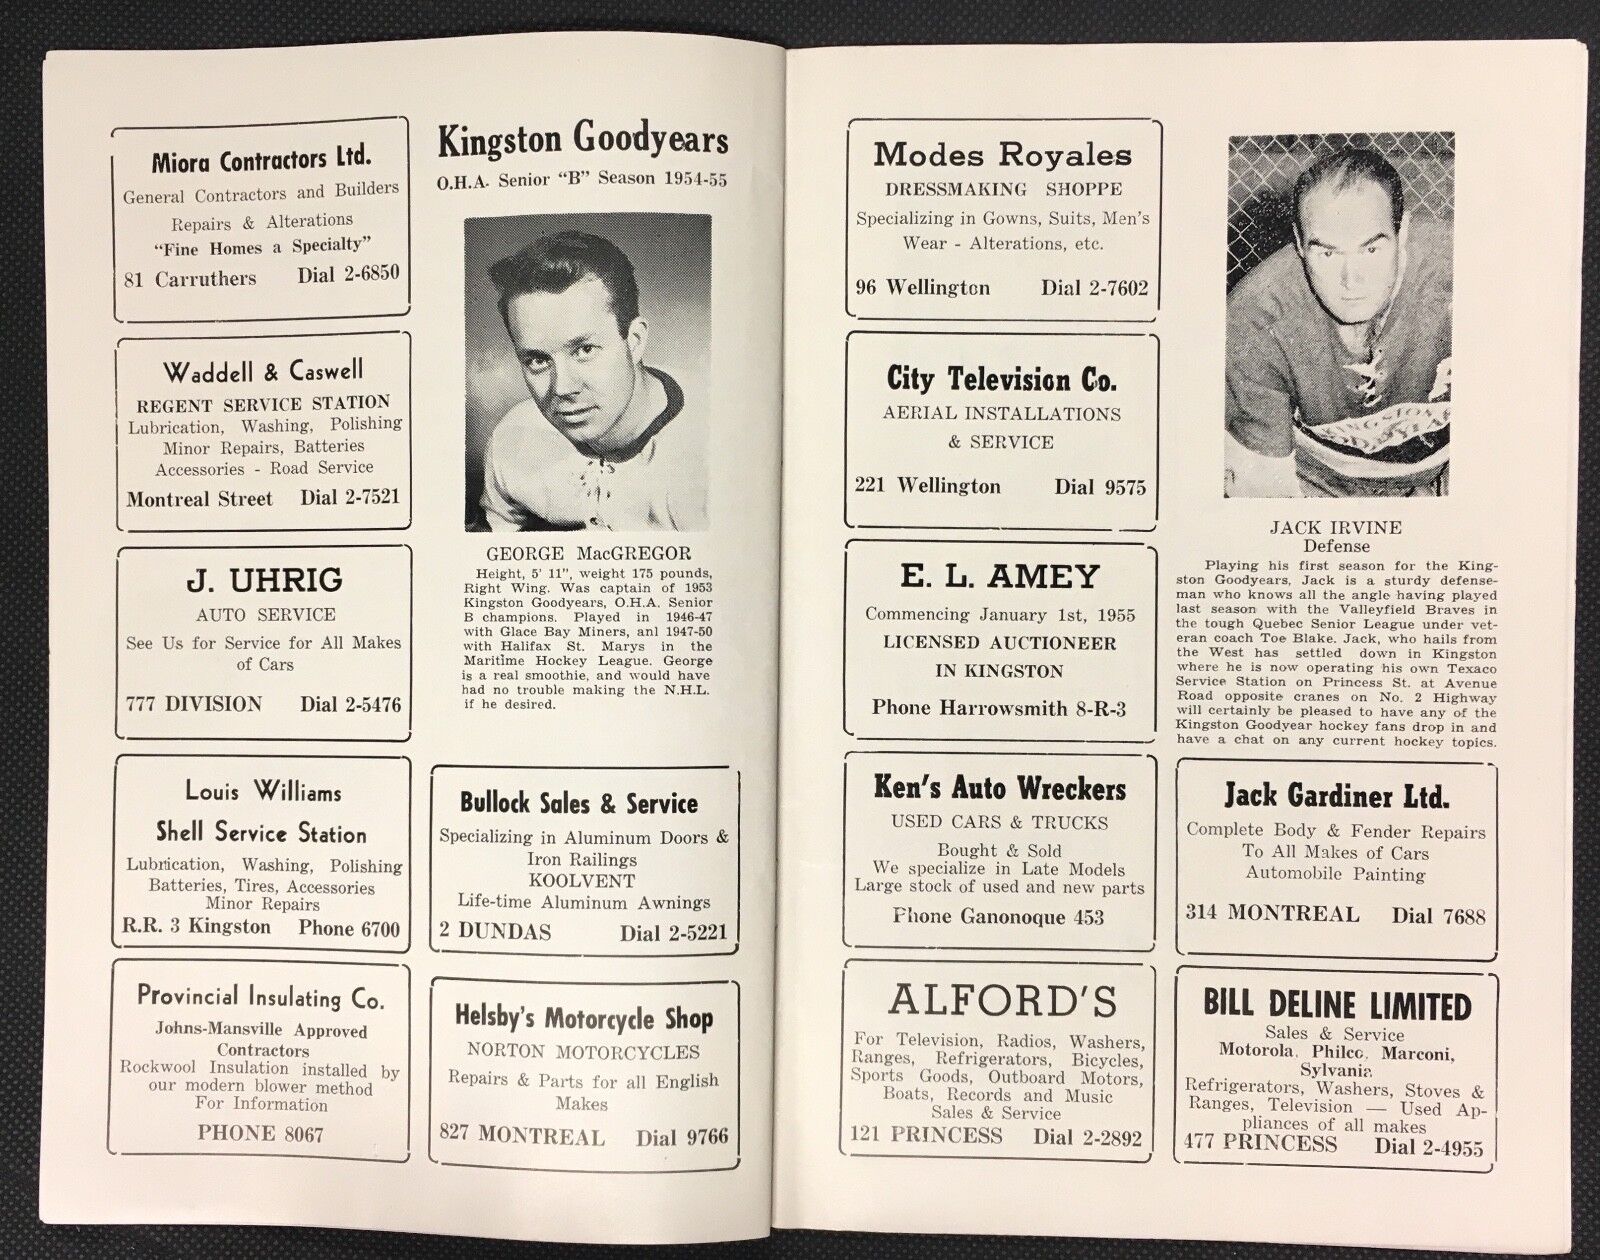 Miora Contractors Ltd.
General Contractors and Builders
Repairs & Alterations
"Fine Homes a Specialty"
81 Carruthers Dial 2-6850
Waddell & Caswell
REGENT SERVICE STATION
Lubrication, Washing, Polishing
Minor Repairs, Batteries
Accessories - Road Service
Montreal Street Dial 2-7521
J. UHRIG
AUTO SERVICE
See Us for Service for All Makes
of Cars
777 DIVISION Dial 2-5476
Louis Williams
Shell Service Station
Lubrication, Washing, Polishing
Batteries, Tires, Accessories
Minor Repairs
R.R. 3 Kingston Phone 6700
Provincial Insulating Co.
Johns-Mansville Approved
Contractors
Rockwool Insulation installed by
our modern blower method
For Information
PHONE 8067
Kingston Goodyears
O.H.A. Senior "B" Season 1954-55
GEORGE MacGREGOR
Height, 5' 11", weight 175 pounds,
Right Wing. Was captain of 1953
Kingston Goodyears, O.H.A. Senior
B champions. Played in 1946-47
with Glace Bay Miners, anl 1947-50
with Halifax St. Marys in the
Maritime Hockey League. George
is a real smoothie, and would have
had no trouble making the N.H.L.
if he desired.
Bullock Sales & Service
Specializing in Aluminum Doors &
Iron Railings
KOOLVENT
Life-time Aluminum Awnings
2 DUNDAS Dial 2-5221
Helsby's Motorcycle Shop
NORTON MOTORCYCLES
Repairs & Parts for all English
Makes
827 MONTREAL Dial 9766
Modes Royales
DRESSMAKING SHOPPE
Specializing in Gowns, Suits, Men's
Wear - Alterations, etc.
96 Wellington Dial 2-7602
City Television Co.
AERIAL INSTALLATIONS
& SERVICE
221 Wellington Dial 9575
E. L. AMEY
Commencing January 1st, 1955
LICENSED AUCTIONEER
IN KINGSTON
Phone Harrowsmith 8-R-3
Ken's Auto Wreckers
USED CARS & TRUCKS
Bought & Sold
We specialize in Late Models
Large stock of used and new parts
Phone Ganonoque 453
ALFORD'S
For Television, Radios, Washers,
Ranges, Refrigerators, Bicycles,
Sports Goods, Outboard Motors,
Boats, Records and Music
Sales & Service
121 PRINCESS Dial 2-2892
KINGSTON
GOODYEARS
JACK IRVINE
Defense
Playing his first season for the King-
ston Goodyears, Jack is a sturdy defense-
man who knows all the angle having played
last season with the Valleyfield Braves in
the tough Quebec Senior League under vet-
eran coach Toe Blake. Jack, who hails from
the West has settled down in Kingston
where he is now operating his own Texaco
Service Station on Princess St. at Avenue
Road opposite cranes on No. 2 Highway
will certainly be pleased to have any of the
Kingston Goodyear hockey fans drop in and
have a chat on any current hockey topics.
Jack Gardiner Ltd.
Complete Body & Fender Repairs
To All Makes of Cars
Automobile Painting
314 MONTREAL Dial 7688
BILL DELINE LIMITED
Sales & Service
Motorola, Philco, Marconi,
Sylvania
Refrigerators, Washers, Stoves &
Ranges, Television — Used Ap-
pliances of all makes
477 PRINCESS Dial 2-4955